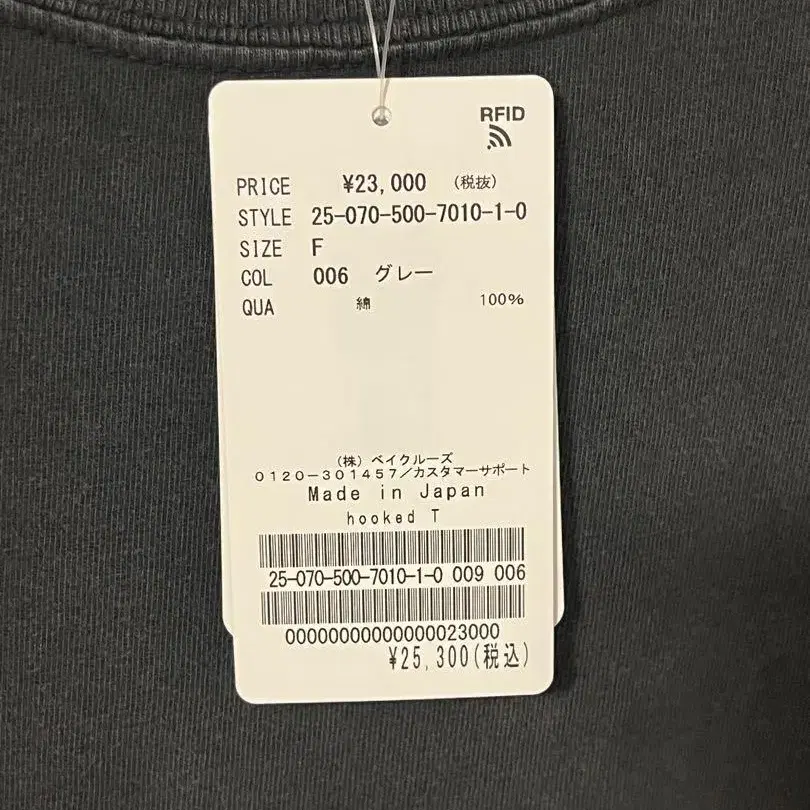 RFID
PRICE ¥23,000 (税抜)
STYLE 25-070-500-7010-1-0
SIZE F
COL 006 グレー
QUA 綿 100%
(株) ベイクルーズ
0120-301457/カスタマーサポート
Made in Japan
hooked T
25-070-500-7010-1-0 009 006
00000000000000023000
¥25,300(税込)